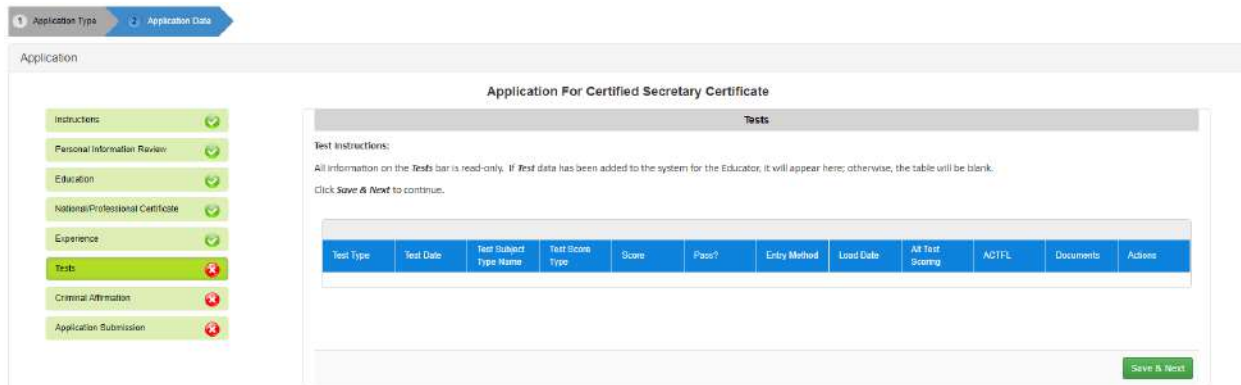 1 Application Type
2 Application Data
Application
Application For Certified Secretary Certificate
Instructions
Personal Information Review
Education
National/Professional Certificate
Experience
Tests
Criminal Affirmation
Application Submission
Tests
Test Instructions:
All information on the Tests bar is read-only. If Test data has been added to the system for the Educator, it will appear here; otherwise, the table will be blank.
Click Save & Next to continue.
Test Type Test Date Test Subject Type Name Test Score Type Score Pass? Entry Method Load Date Alt Test Scoring ACTFL Documents Actions
Save & Next